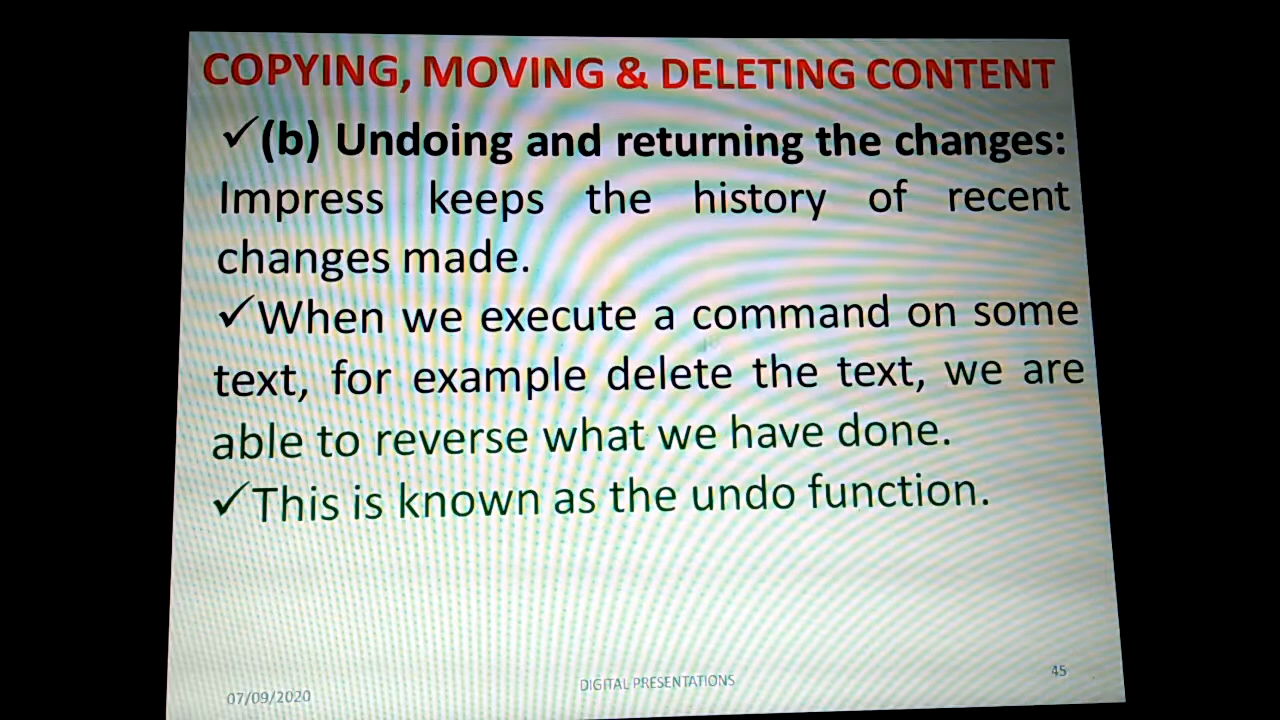 COPYING, MOVING & DELETING CONTENT
✓(b) Undoing and returning the changes:
Impress keeps the history of recent
changes made.
✓When we execute a command on some
text, for example delete the text, we are
able to reverse what we have done.
✓This is known as the undo function.
07/09/2020
DIGITAL PRESENTATIONS
45